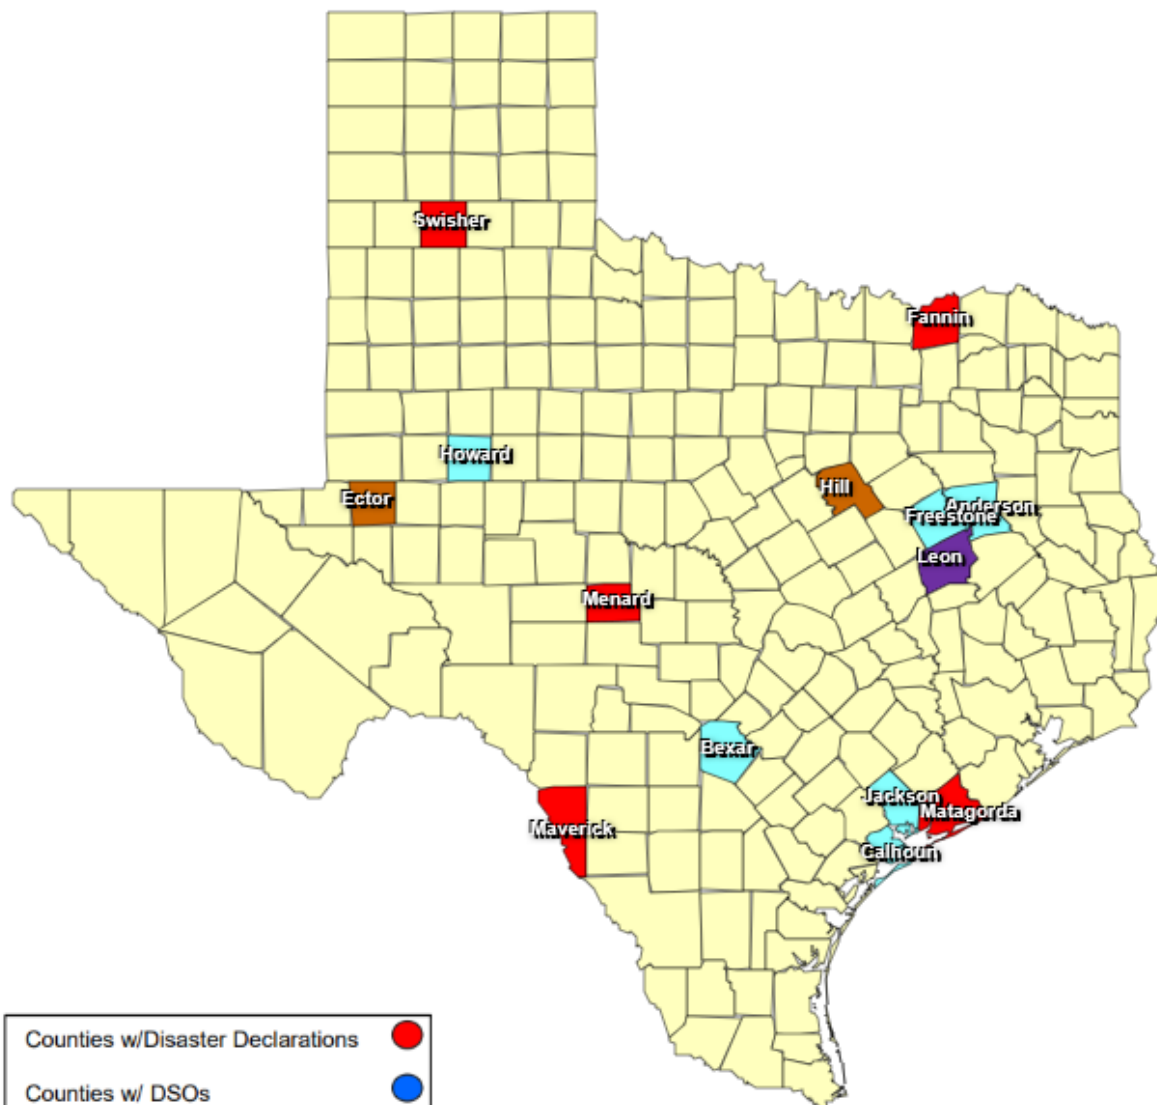 Swisher
Fannin
Howard
Ector
Hill
Anderson
Freestone
Leon
Menard
Bexar
Jackson
Matagorda
Maverick
Calhoun
Counties w/Disaster Declarations
Counties w/ DSOs